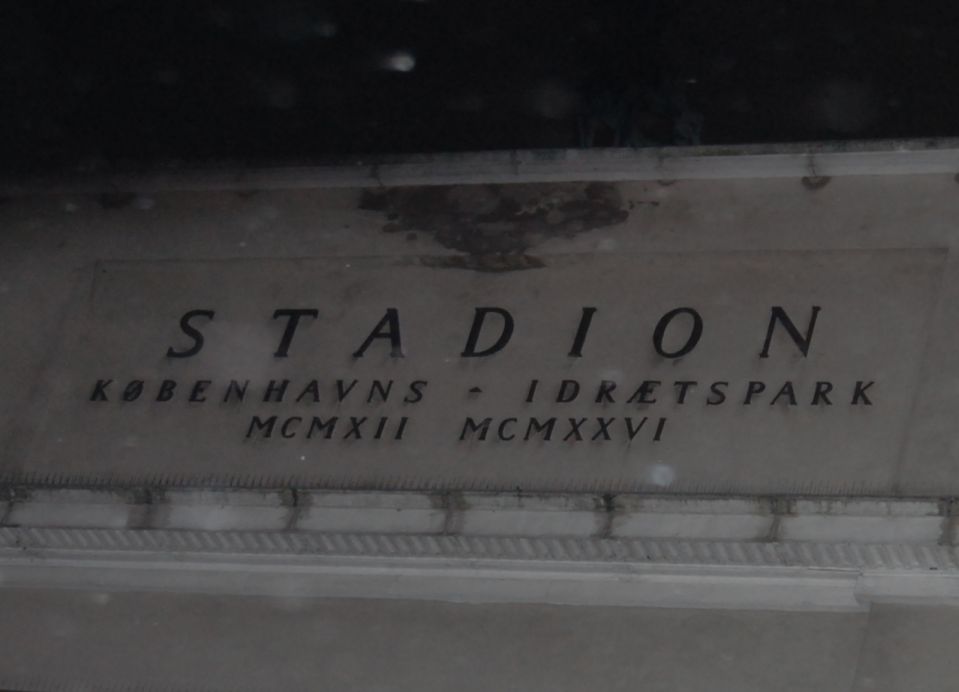 STADION
KØBENHAVNS - IDRÆTSPARK
MCMXII MCMXXVI